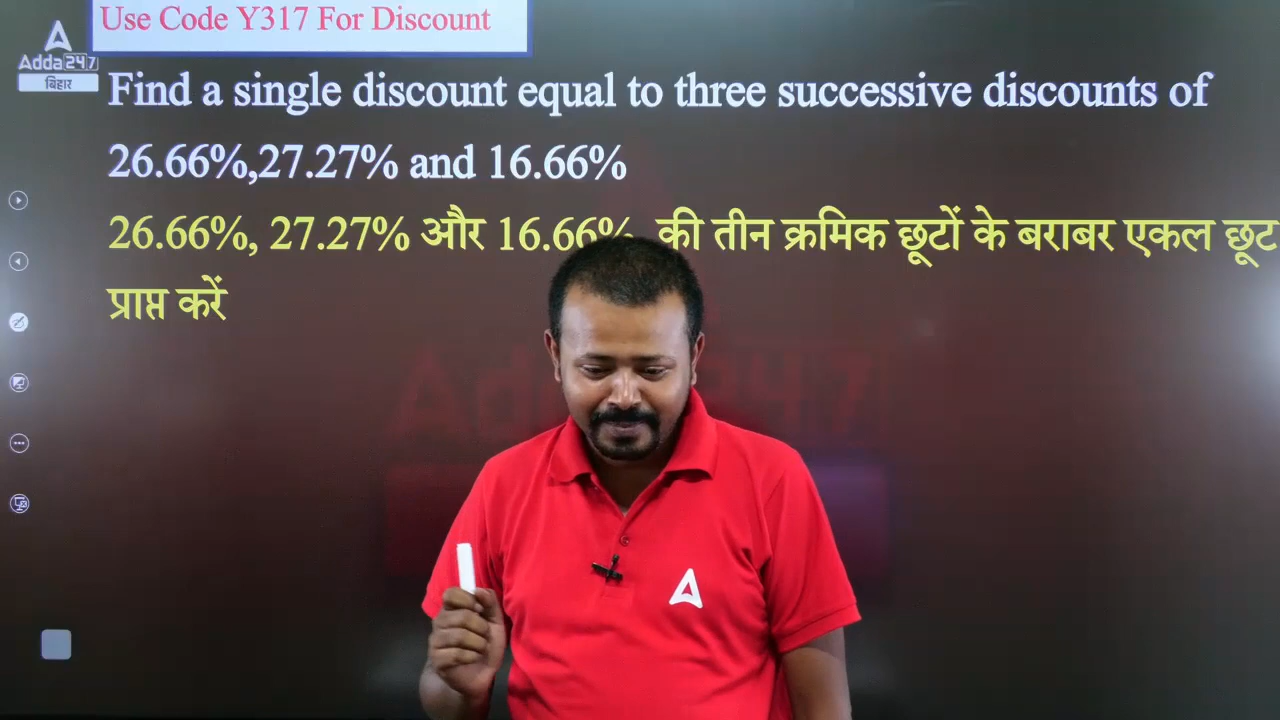 Use Code Y317 For Discount
Adda247
बिहार
Find a single discount equal to three successive discounts of
26.66%,27.27% and 16.66%
26.66%, 27.27% और 16.66% की तीन क्रमिक छूटों के बराबर एकल छूट
प्राप्त करें
Adda247